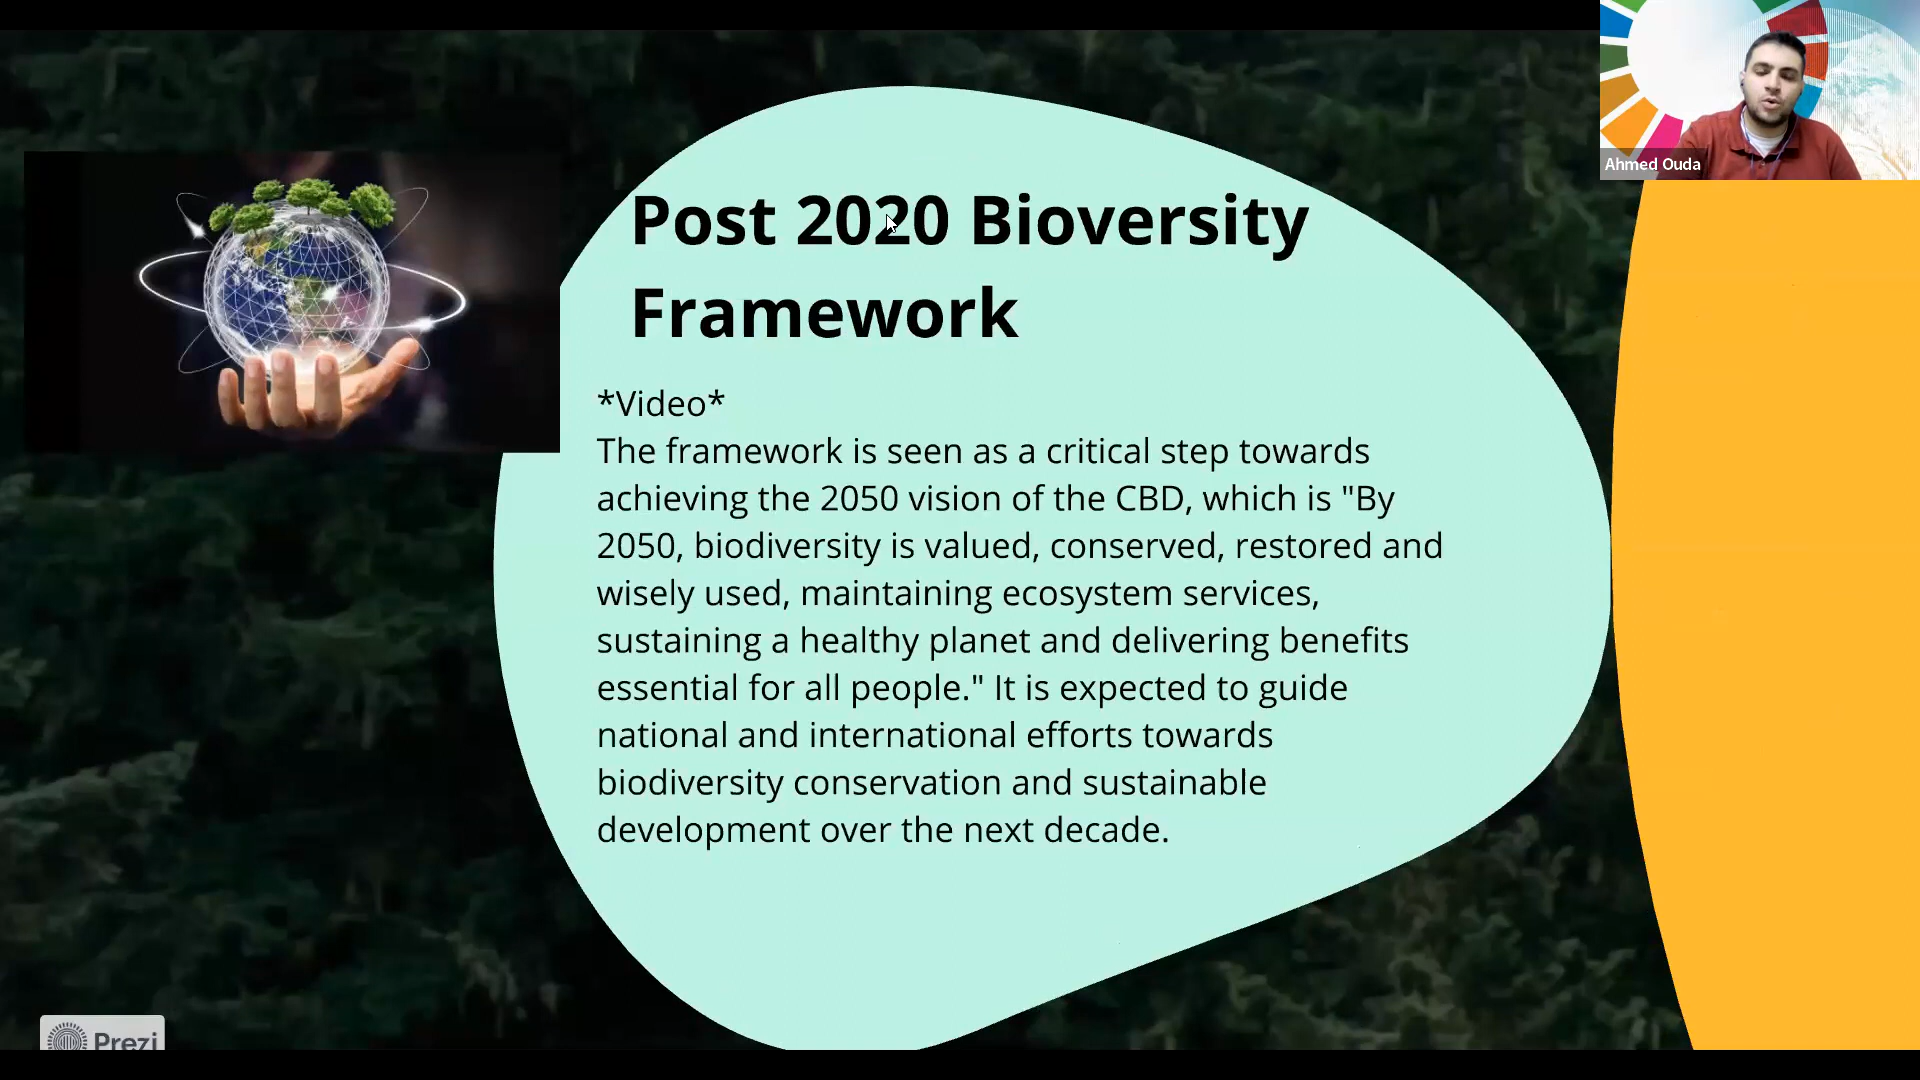 Post 2020 Bioversity
Framework
*Video*
The framework is seen as a critical step towards
achieving the 2050 vision of the CBD, which is "By
2050, biodiversity is valued, conserved, restored and
wisely used, maintaining ecosystem services,
sustaining a healthy planet and delivering benefits
essential for all people." It is expected to guide
national and international efforts towards
biodiversity conservation and sustainable
development over the next decade.
Ahmed Ouda
Prezi